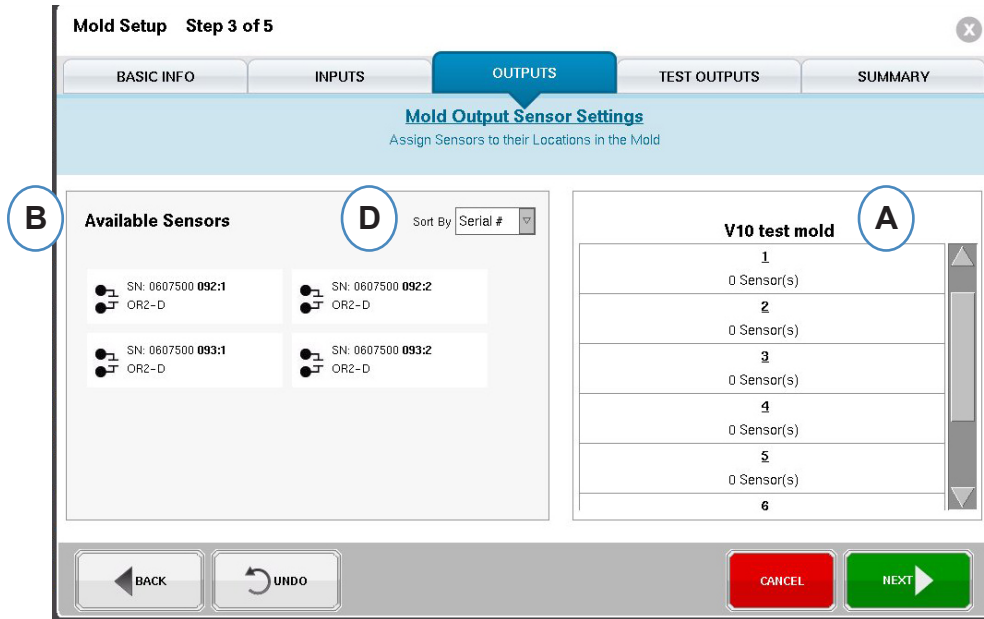 Mold Setup Step 3 of 5
BASIC INFO
INPUTS
OUTPUTS
TEST OUTPUTS
SUMMARY
Mold Output Sensor Settings
Assign Sensors to their Locations in the Mold
B
Available Sensors
D
Sort By Serial #
SN: 0607500 092:1
OR2-D
SN: 0607500 092:2
OR2-D
SN: 0607500 093:1
OR2-D
SN: 0607500 093:2
OR2-D
V10 test mold
A
1
0 Sensor(s)
2
0 Sensor(s)
3
0 Sensor(s)
4
0 Sensor(s)
5
0 Sensor(s)
6
BACK
UNDO
CANCEL
NEXT